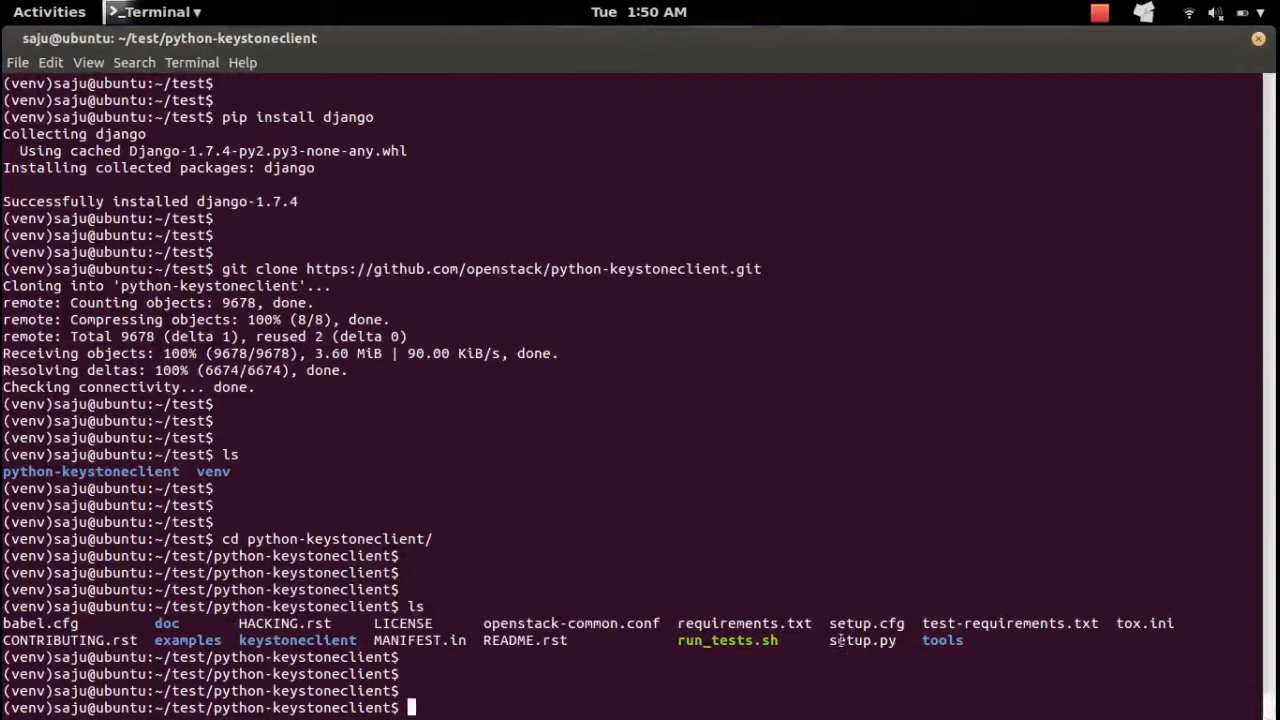 Activities >_Terminal ▾ Tue 1:50 AM
saju@ubuntu: ~/test/python-keystoneclient
File Edit View Search Terminal Help
(venv)saju@ubuntu:~/test$
(venv)saju@ubuntu:~/test$
(venv)saju@ubuntu:~/test$ pip install django
Collecting django
  Using cached Django-1.7.4-py2.py3-none-any.whl
Installing collected packages: django
Successfully installed django-1.7.4
(venv)saju@ubuntu:~/test$
(venv)saju@ubuntu:~/test$
(venv)saju@ubuntu:~/test$
(venv)saju@ubuntu:~/test$ git clone https://github.com/openstack/python-keystoneclient.git
Cloning into 'python-keystoneclient'...
remote: Counting objects: 9678, done.
remote: Compressing objects: 100% (8/8), done.
remote: Total 9678 (delta 1), reused 2 (delta 0)
Receiving objects: 100% (9678/9678), 3.60 MiB | 90.00 KiB/s, done.
Resolving deltas: 100% (6674/6674), done.
Checking connectivity... done.
(venv)saju@ubuntu:~/test$
(venv)saju@ubuntu:~/test$
(venv)saju@ubuntu:~/test$
(venv)saju@ubuntu:~/test$ ls
python-keystoneclient  venv
(venv)saju@ubuntu:~/test$
(venv)saju@ubuntu:~/test$
(venv)saju@ubuntu:~/test$
(venv)saju@ubuntu:~/test$ cd python-keystoneclient/
(venv)saju@ubuntu:~/test/python-keystoneclient$
(venv)saju@ubuntu:~/test/python-keystoneclient$
(venv)saju@ubuntu:~/test/python-keystoneclient$
(venv)saju@ubuntu:~/test/python-keystoneclient$ ls
babel.cfg doc HACKING.rst LICENSE openstack-common.conf requirements.txt setup.cfg test-requirements.txt tox.ini
CONTRIBUTING.rst examples keystoneclient MANIFEST.in README.rst run_tests.sh setup.py tools
(venv)saju@ubuntu:~/test/python-keystoneclient$
(venv)saju@ubuntu:~/test/python-keystoneclient$
(venv)saju@ubuntu:~/test/python-keystoneclient$
(venv)saju@ubuntu:~/test/python-keystoneclient$